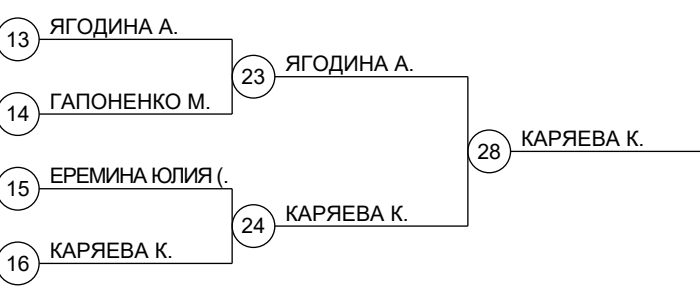 13 ЯГОДИНА А.
23 ЯГОДИНА А.
14 ГАПОНЕНКО М.
28 КАРЯЕВА К.
15 ЕРЕМИНА ЮЛИЯ (.
24 КАРЯЕВА К.
16 КАРЯЕВА К.